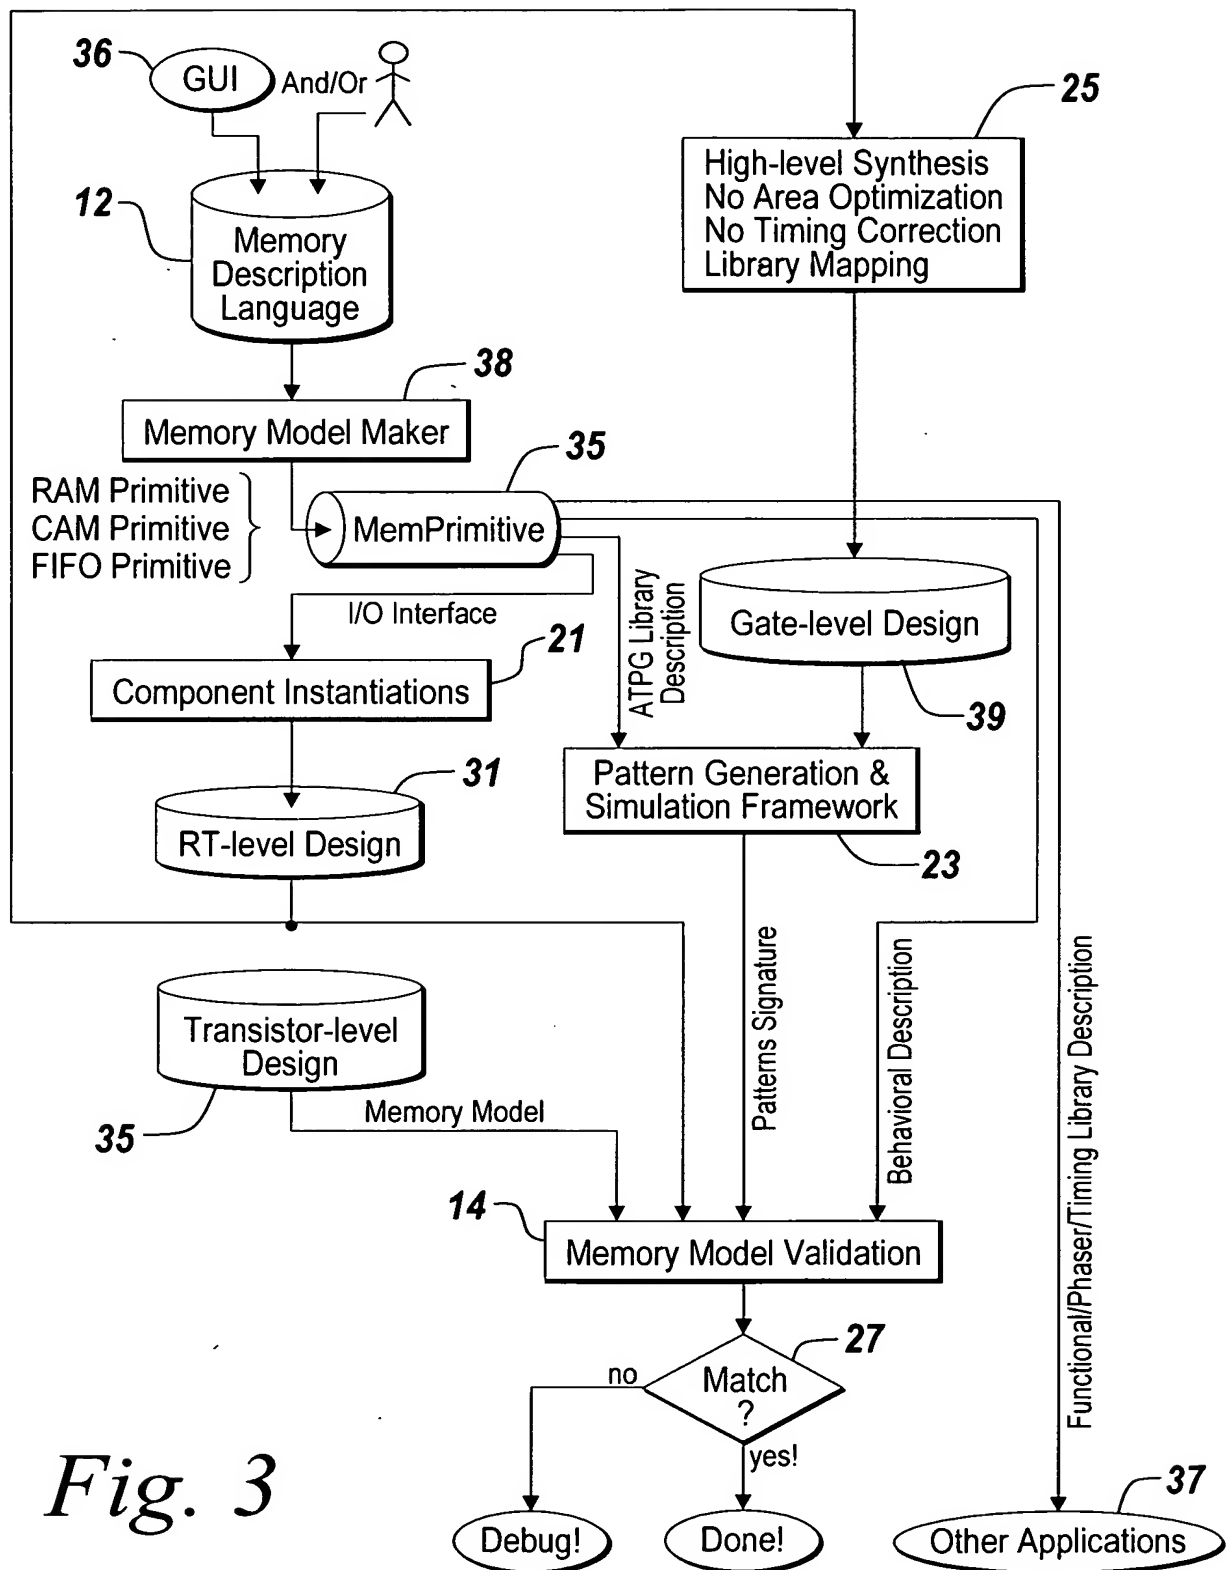 36
GUI
And/Or
25
High-level Synthesis
No Area Optimization
No Timing Correction
Library Mapping
12
Memory
Description
Language
38
Memory Model Maker
35
RAM Primitive
CAM Primitive
FIFO Primitive
MemPrimitive
I/O Interface
ATPG Library
Description
Gate-level Design
21
Component Instantiations
39
31
Pattern Generation &
Simulation Framework
RT-level Design
23
Transistor-level
Design
35
Memory Model
Patterns Signature
Behavioral Description
Functional/Phaser/Timing Library Description
14
Memory Model Validation
27
no
Match
?
yes!
Fig. 3
37
Debug!
Done!
Other Applications